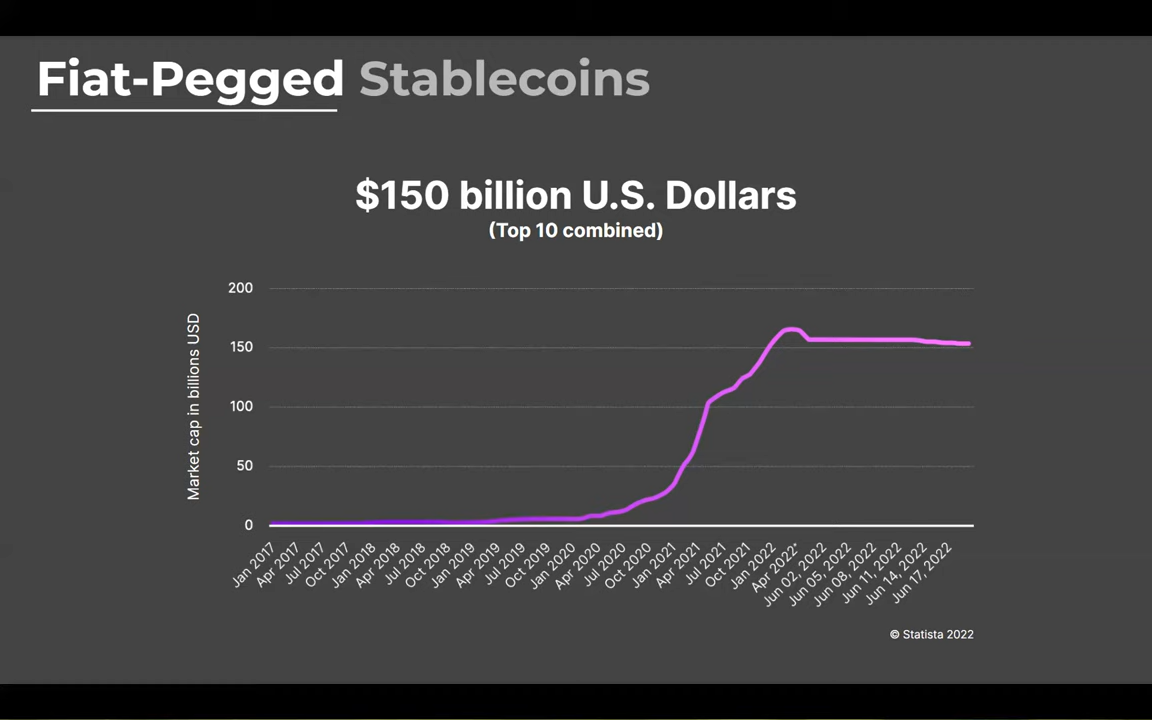 Fiat-Pegged Stablecoins
$150 billion U.S. Dollars
(Top 10 combined)
Market cap in billions USD
200
150
100
50
0
Jan 2017
Apr 2017
Jul 2017
Oct 2017
Jan 2018
Apr 2018
Jul 2018
Oct 2018
Jan 2019
Apr 2019
Jul 2019
Oct 2019
Jan 2020
Apr 2020
Jul 2020
Oct 2020
Jan 2021
Apr 2021
Jul 2021
Oct 2021
Jan 2022
Apr 2022*
Jun 02, 2022
Jun 05, 2022
Jun 08, 2022
Jun 11, 2022
Jun 14, 2022
Jun 17, 2022
© Statista 2022